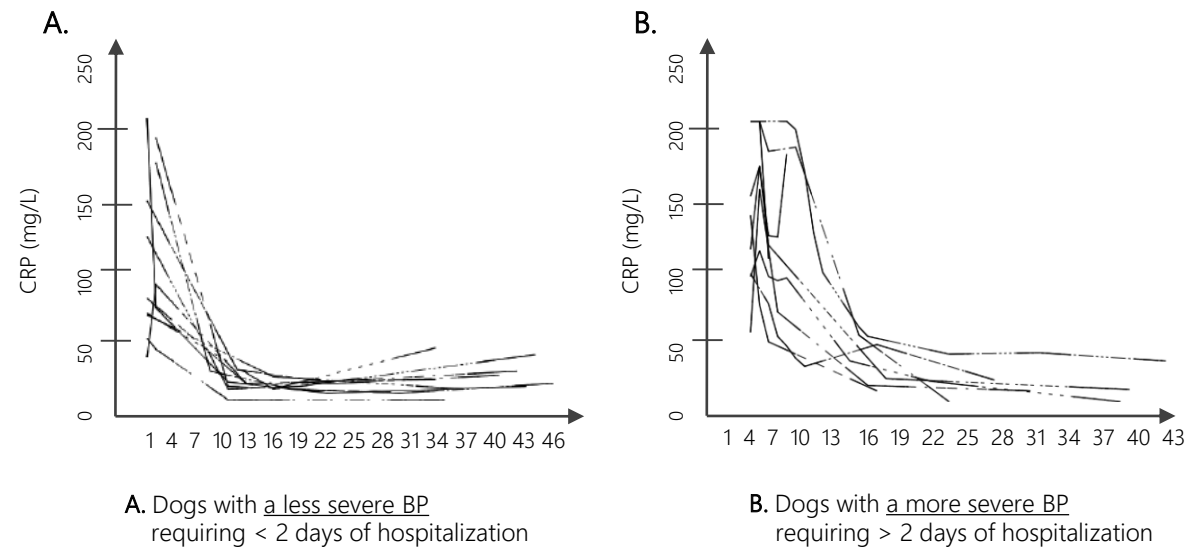 A.
B.
250
200
150
100
50
0
CRP (mg/L)
1 4 7 10 13 16 19 22 25 28 31 34 37 40 43 46
250
200
150
100
50
0
CRP (mg/L)
1 4 7 10 13 16 19 22 25 28 31 34 37 40 43
A. Dogs with a less severe BP
requiring < 2 days of hospitalization
B. Dogs with a more severe BP
requiring > 2 days of hospitalization